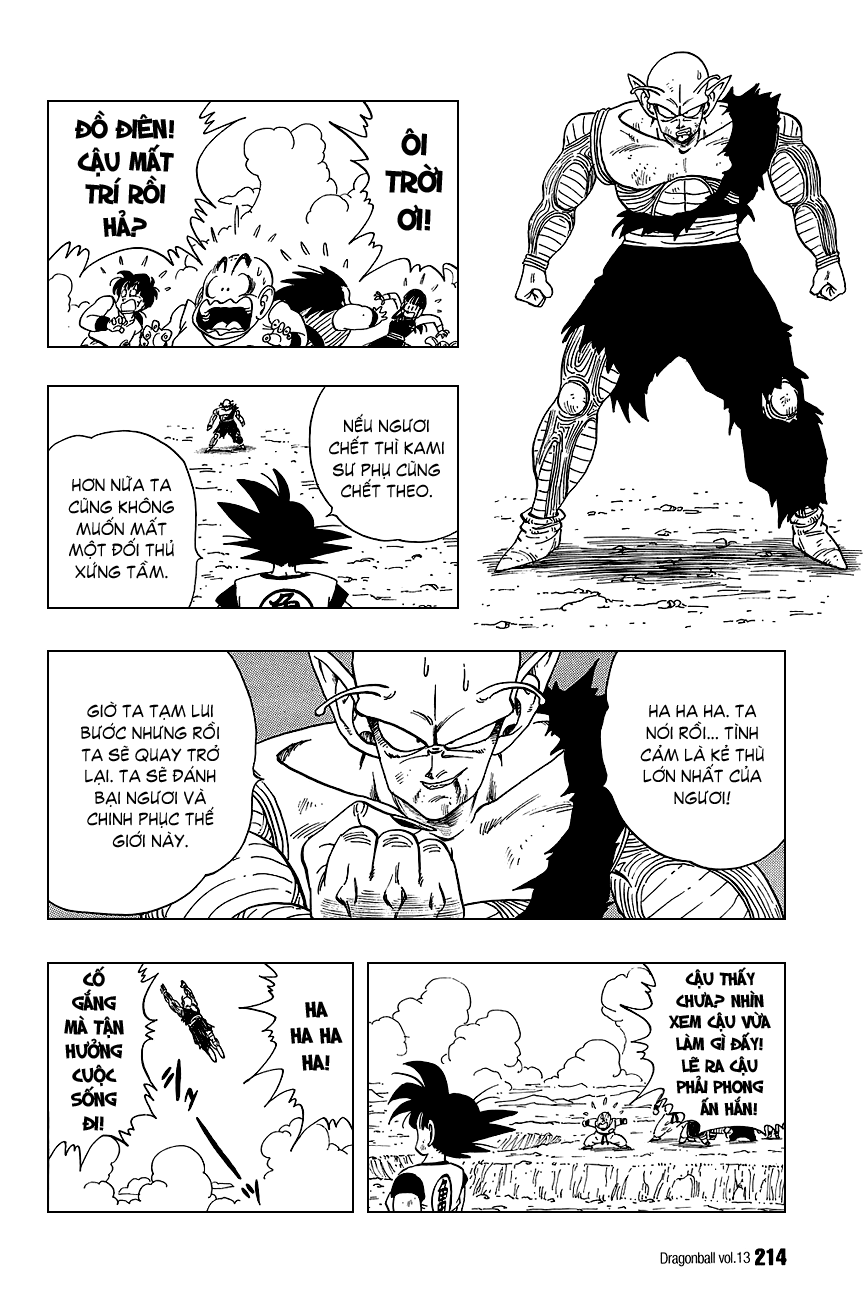 ÔI
TRỜI
ƠI!
ĐỒ ĐIÊN!
CẬU MẤT
TRÍ RỒI
HẢ?
NẾU NGƯƠI
CHẾT THÌ KAMI
SƯ PHỤ CŨNG
CHẾT THEO.
HƠN NỮA TA
CŨNG KHÔNG
MUỐN MẤT
MỘT ĐỐI THỦ
XỨNG TẦM.
HA HA HA. TA
NÓI RỒI... TÌNH
CẢM LÀ KẺ THÙ
LỚN NHẤT CỦA
NGƯƠI!
GIỜ TA TẠM LUI
BƯỚC NHƯNG RỒI
TA SẼ QUAY TRỞ
LẠI. TA SẼ ĐÁNH
BẠI NGƯƠI VÀ
CHINH PHỤC THẾ
GIỚI NÀY.
CẬU THẤY
CHƯA? NHÌN
XEM CẬU VỪA
LÀM GÌ ĐẤY!
LẼ RA CẬU
PHẢI PHONG
ẤN HẮN!
HA
HA HA
HA!
CỐ
GẮNG
MÀ TẬN
HƯỞNG
CUỘC
SỐNG
ĐI!
Dragonball vol.13 214